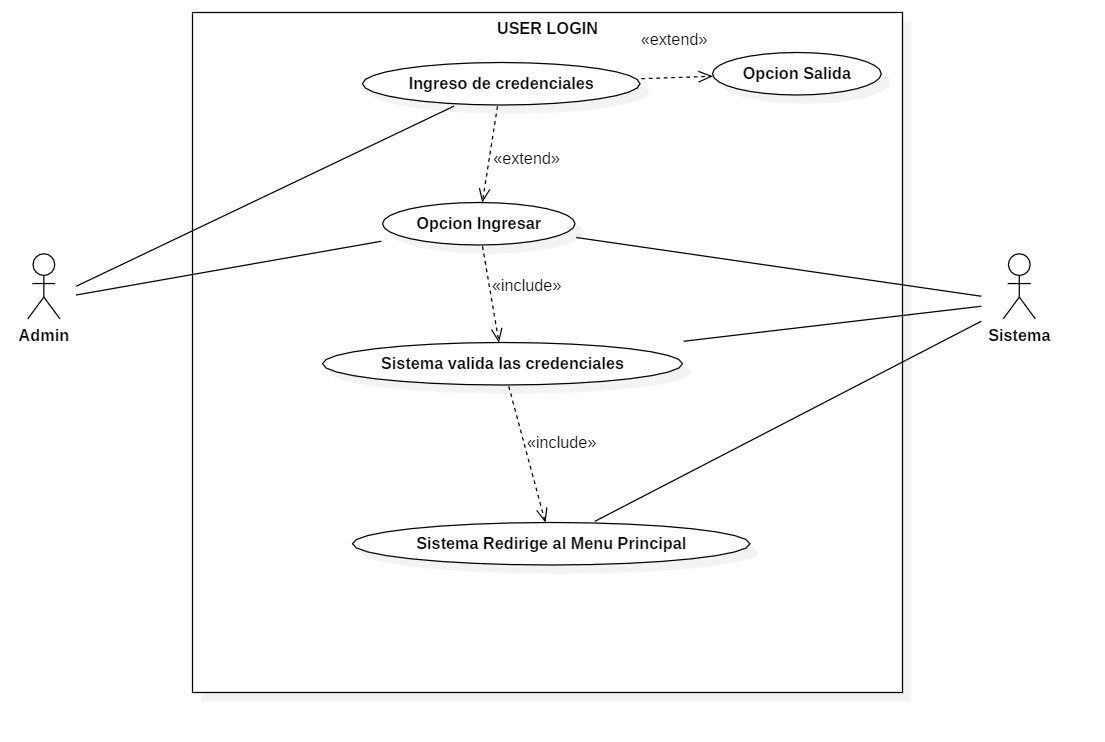 USER LOGIN
«extend»
Ingreso de credenciales
Opcion Salida
«extend»
Opcion Ingresar
«include»
Admin
Sistema
Sistema valida las credenciales
«include»
Sistema Redirige al Menu Principal